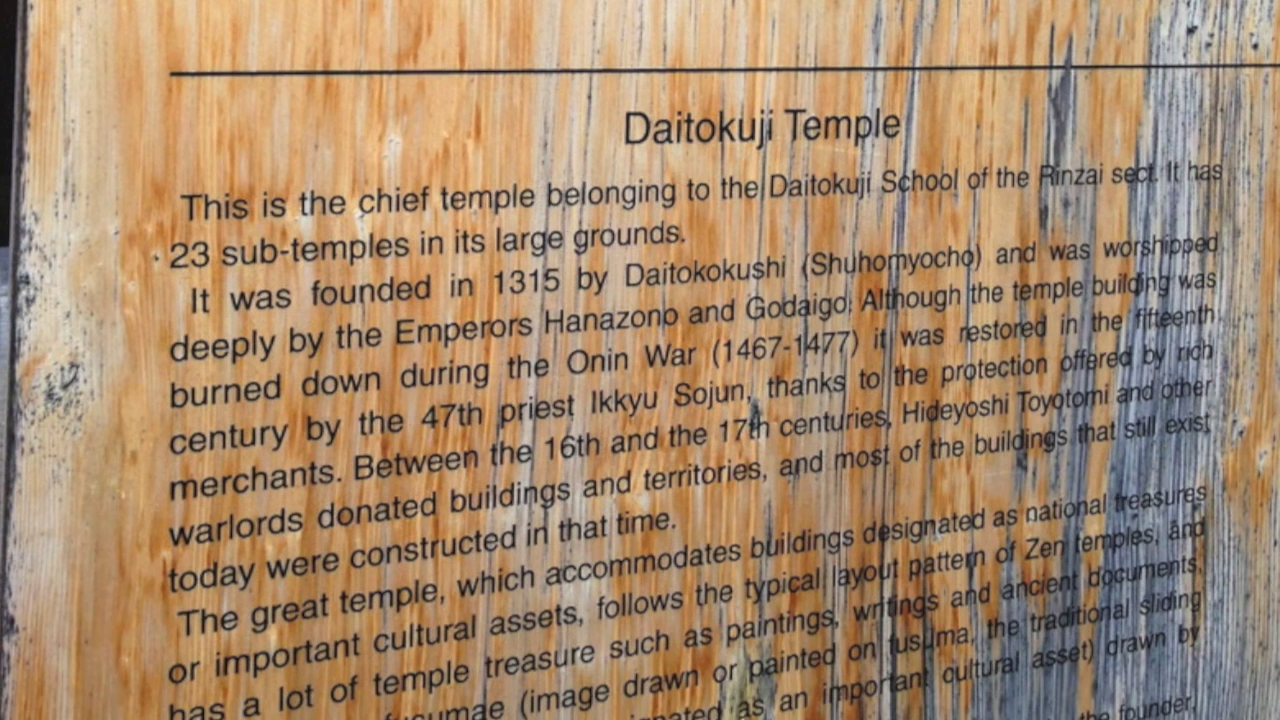 Daitokuji Temple
This is the chief temple belonging to the Daitokuji School of the Rinzai sect. It has
23 sub-temples in its large grounds.
It was founded in 1315 by Daitokokushi (Shuhomyocho) and was worshipped
deeply by the Emperors Hanazono and Godaigo. Although the temple building was
burned down during the Onin War (1467-1477) it was restored in the fifteenth
century by the 47th priest Ikkyu Sojun, thanks to the protection offered by rich
merchants. Between the 16th and the 17th centuries, Hideyoshi Toyotomi and other
warlords donated buildings and territories, and most of the buildings that still exist
today were constructed in that time.
The great temple, which accommodates buildings designated as national treasures
or important cultural assets, follows the typical layout pattern of Zen temples, and
has a lot of temple treasure such as paintings, writings and ancient documents,
(image drawn or painted on fusuma, the traditional sliding
as an important cultural asset) drawn by
the founder,